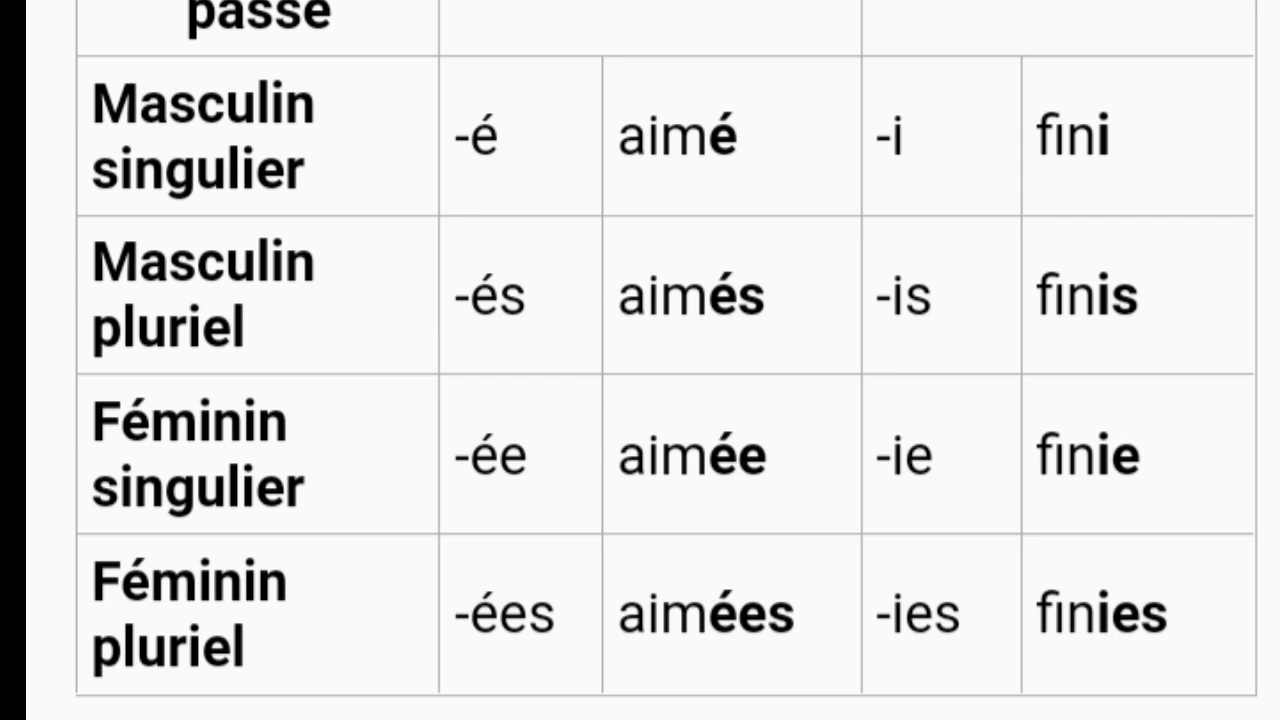 passé
Masculin
singulier
-é aimé -i fini
Masculin
pluriel
-és aimés -is finis
Féminin
singulier
-ée aimée -ie finie
Féminin
pluriel
-ées aimées -ies finies